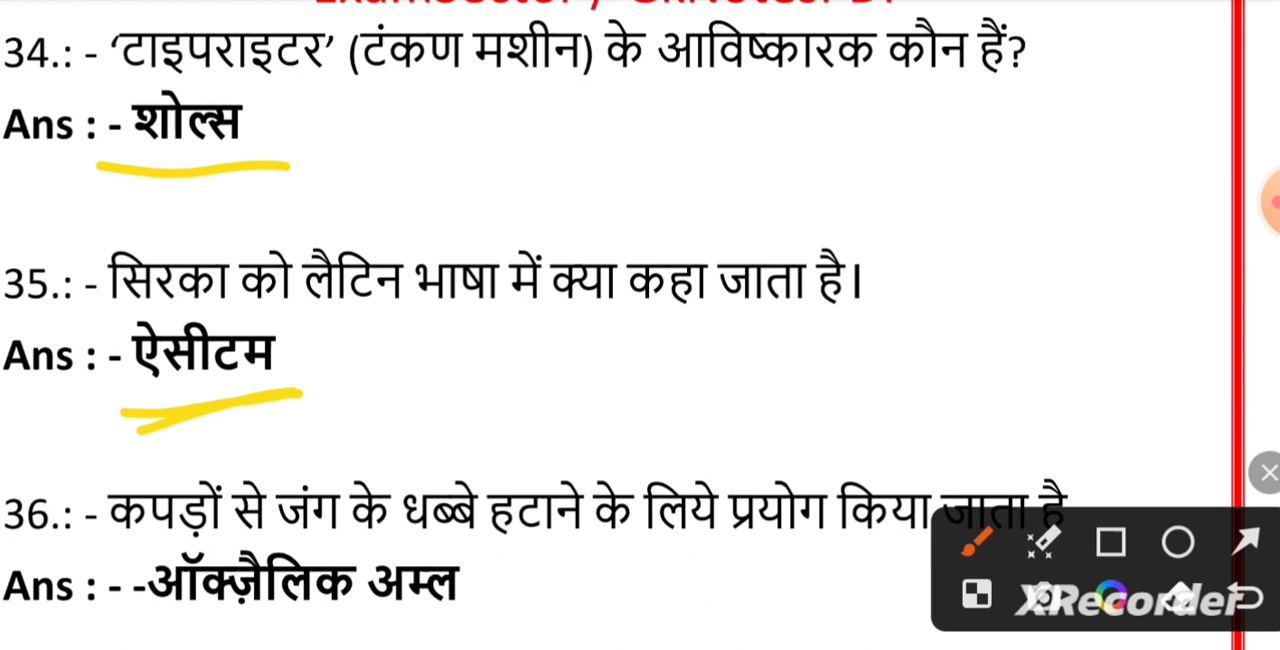 34.: - ‘टाइपराइटर’ (टंकण मशीन) के आविष्कारक कौन हैं?
Ans : - शोल्स
35.: - सिरका को लैटिन भाषा में क्या कहा जाता है।
Ans : - ऐसीटम
36.: - कपड़ों से जंग के धब्बे हटाने के लिये प्रयोग किया जाता है
Ans : - -ऑक्ज़ैलिक अम्ल
XRecorder